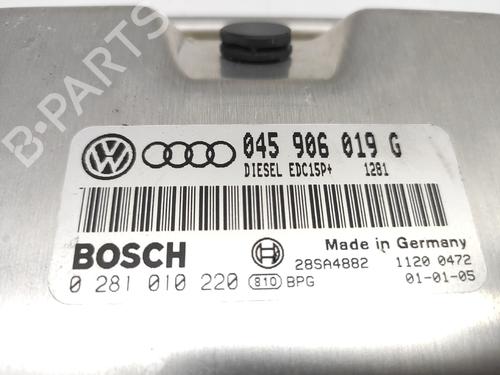 045 906 019 G
DIESEL EDC15P+ 1281
BOSCH
Made in Germany
28SA4882 1120 0472
0 281 010 220 810 BPG 01-01-05
B-PARTS